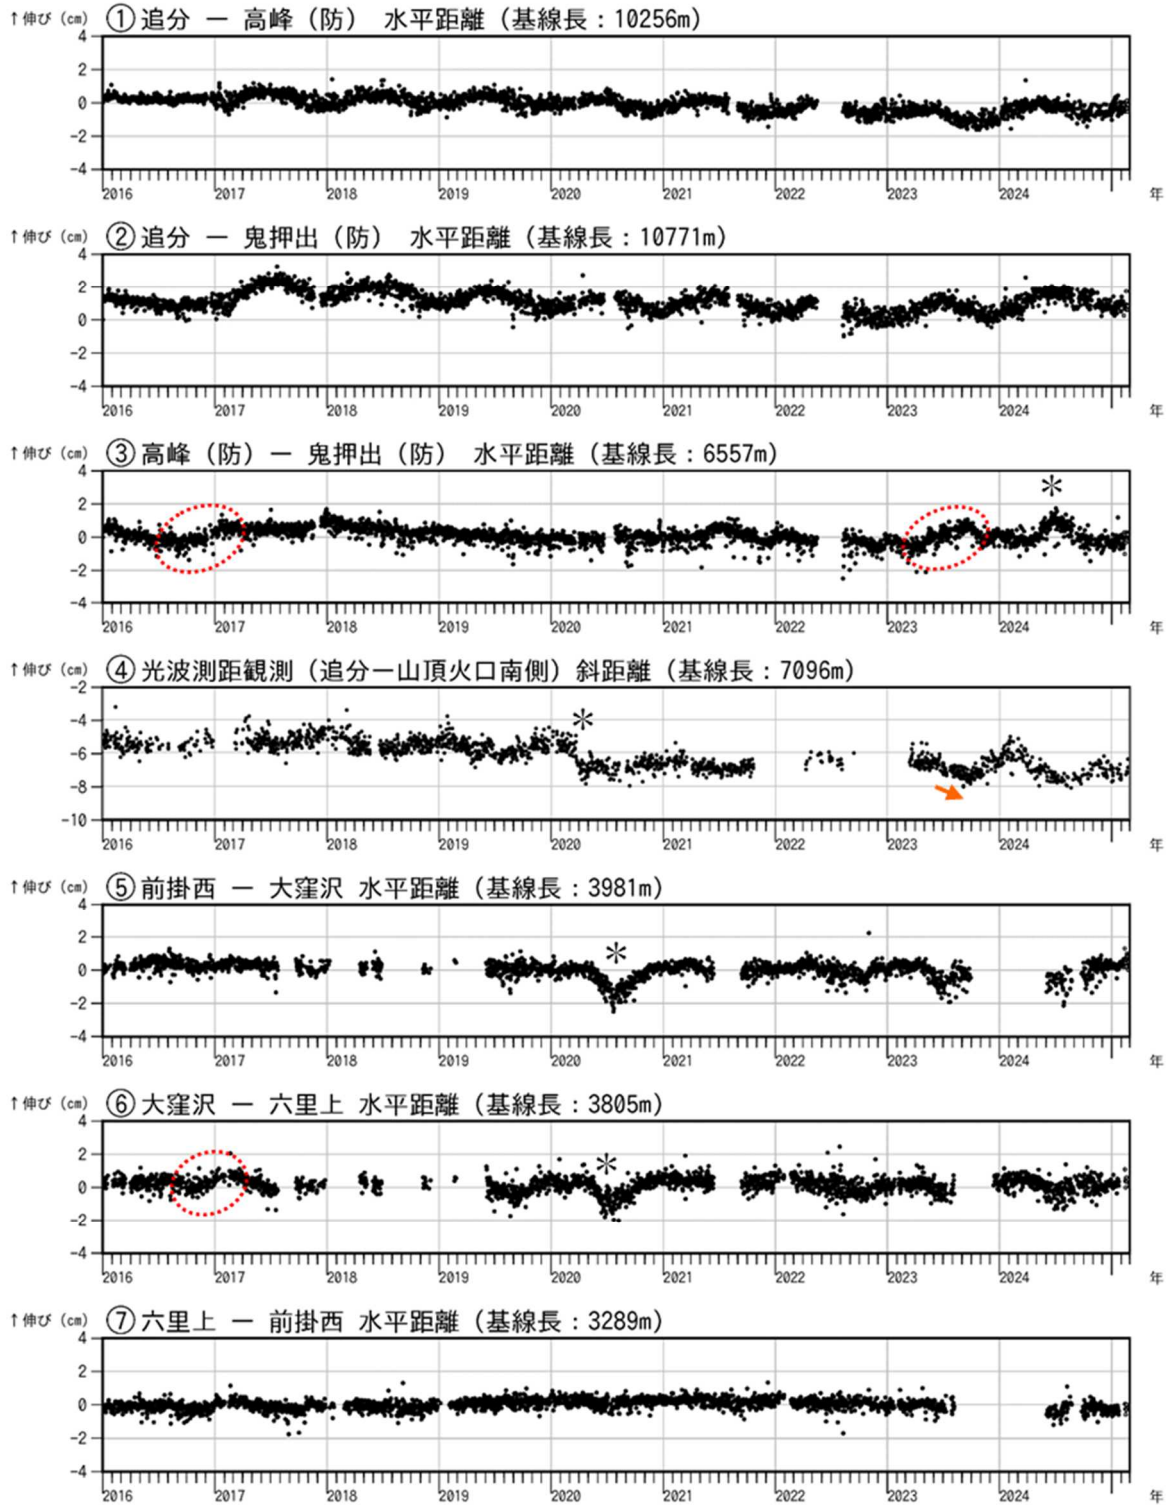 ↑伸び（cm） ①追分 － 高峰（防） 水平距離（基線長：10256m）
4
2
0
-2
-4
2016 2017 2018 2019 2020 2021 2022 2023 2024 年
↑伸び（cm） ②追分 － 鬼押出（防） 水平距離（基線長：10771m）
4
2
0
-2
-4
2016 2017 2018 2019 2020 2021 2022 2023 2024 年
↑伸び（cm） ③高峰（防）－ 鬼押出（防） 水平距離（基線長：6557m）
4
＊
2
0
-2
-4
2016 2017 2018 2019 2020 2021 2022 2023 2024 年
↑伸び（cm） ④光波測距観測（追分－山頂火口南側）斜距離（基線長：7096m）
-2
-4 ＊
-6
-8
-10
2016 2017 2018 2019 2020 2021 2022 2023 2024 年
↑伸び（cm） ⑤前掛西 － 大窪沢 水平距離（基線長：3981m）
4
2
＊
0
-2
-4
2016 2017 2018 2019 2020 2021 2022 2023 2024 年
↑伸び（cm） ⑥大窪沢 － 六里上 水平距離（基線長：3805m）
4
2
＊
0
-2
-4
2016 2017 2018 2019 2020 2021 2022 2023 2024 年
↑伸び（cm） ⑦六里上 － 前掛西 水平距離（基線長：3289m）
4
2
0
-2
-4
2016 2017 2018 2019 2020 2021 2022 2023 2024 年